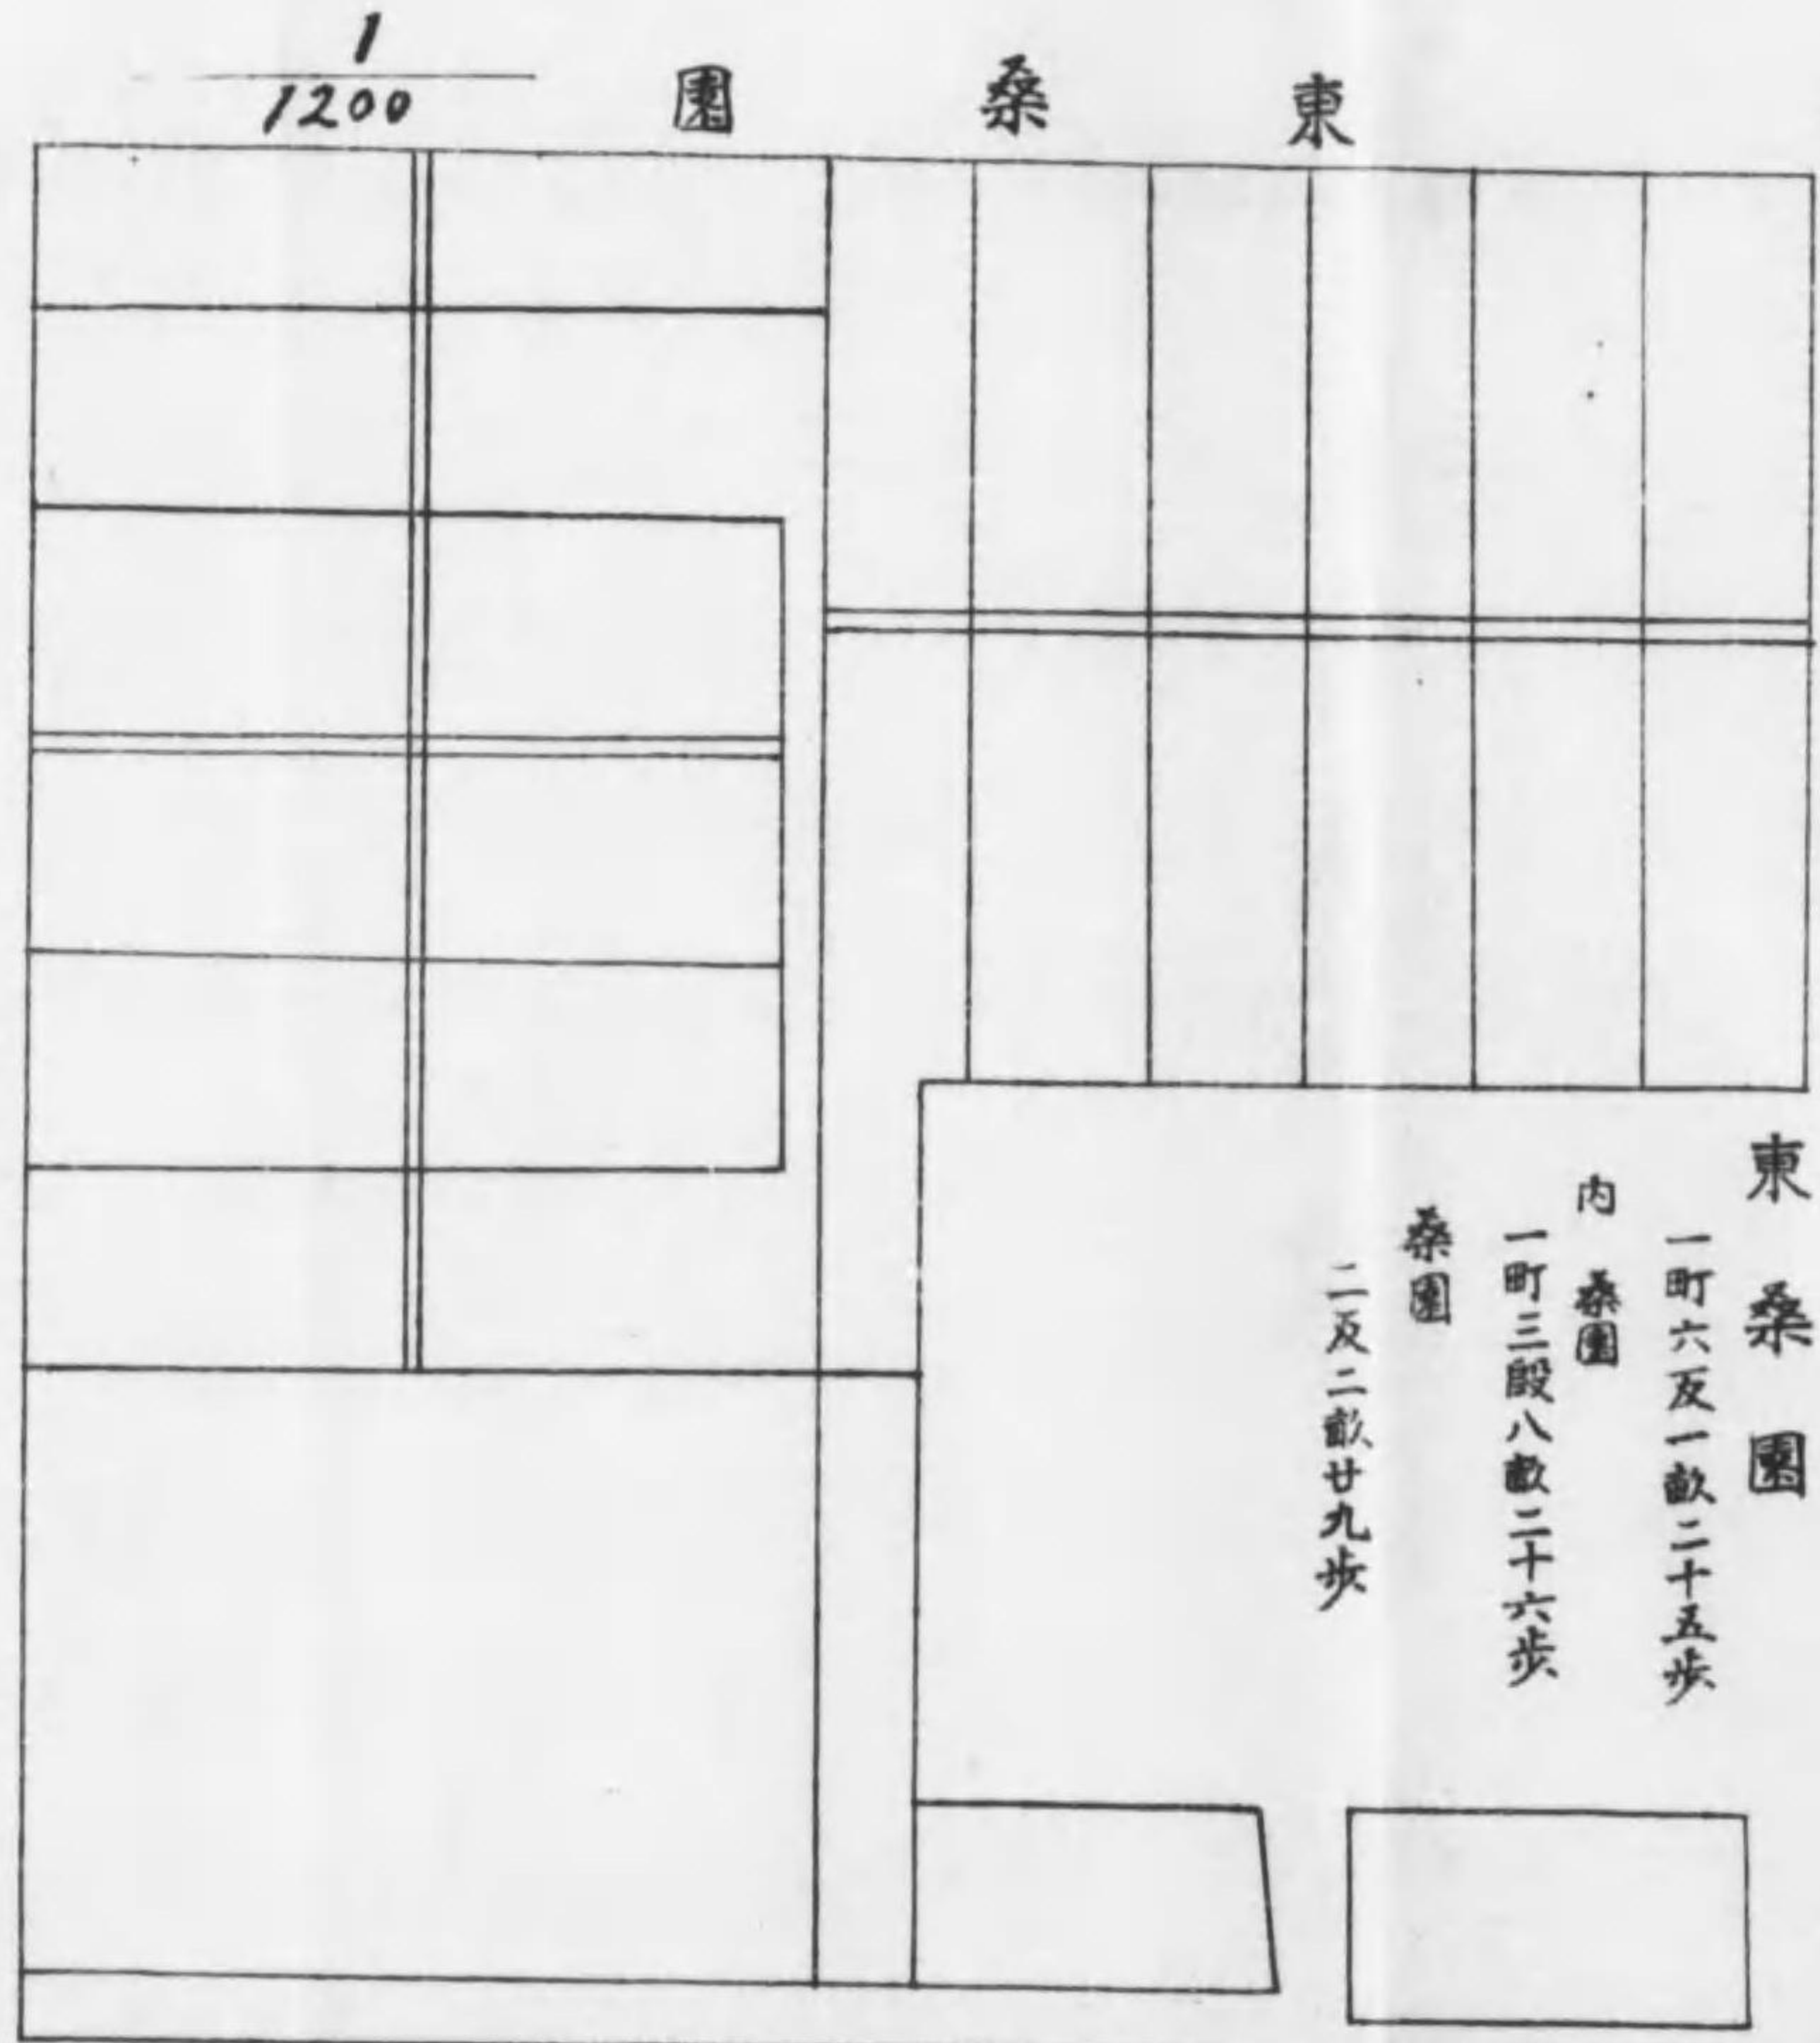 1/1200
東桑園
東桑園
一町六反一畝二十五歩
内 桑園
一町三段八畝二十六歩
桑園
二反二畝廿九歩